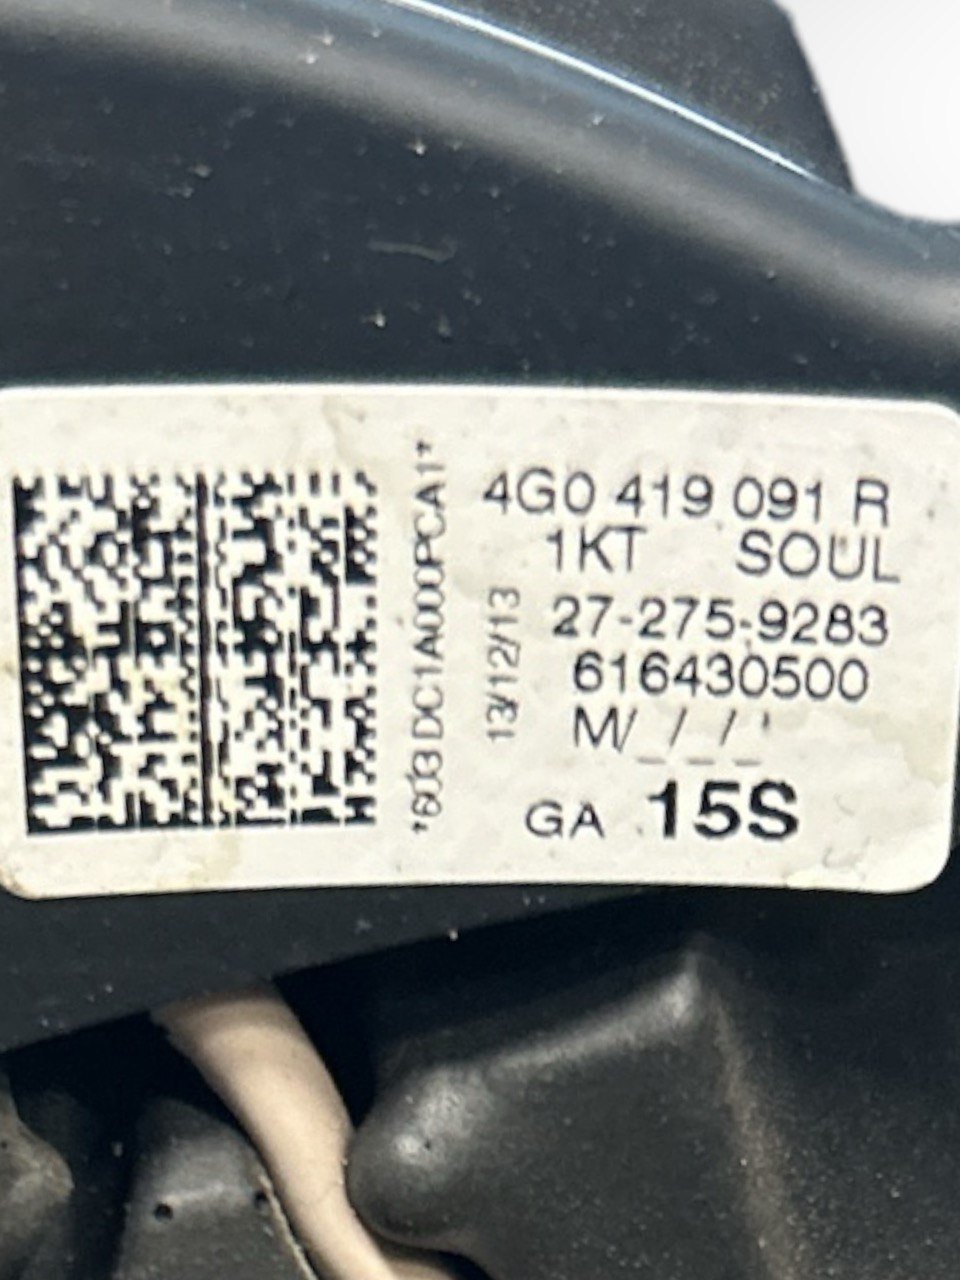 4G0 419 091 R
1KT SOUL
27-275-9283
616430500
M/_/_/_
GA 15S
13/12/13
*603 DC1A000PCA1*